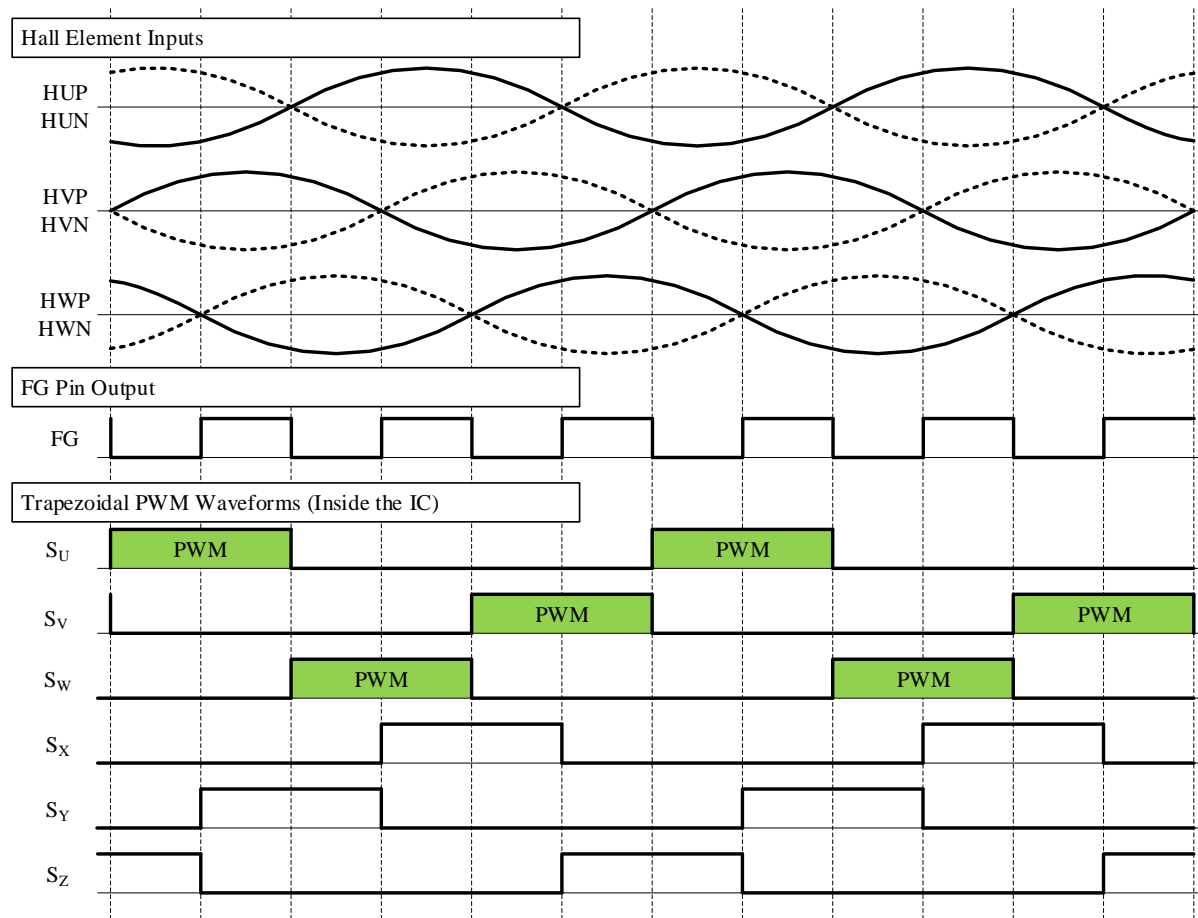 Hall Element Inputs
HUP
HUN
HVP
HVN
HWP
HWN
FG Pin Output
FG
Trapezoidal PWM Waveforms (Inside the IC)
SU PWM PWM
SV PWM PWM
SW PWM PWM
SX
SY
SZ